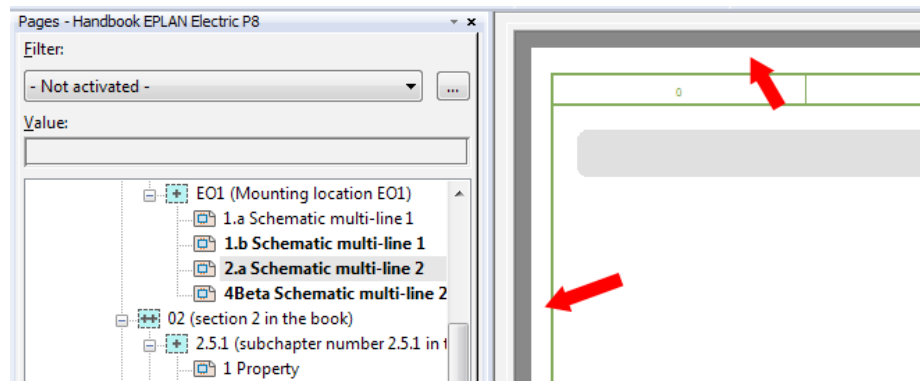 Pages - Handbook EPLAN Electric P8
Filter:
- Not activated -
...
Value:
EO1 (Mounting location EO1)
1.a Schematic multi-line 1
1.b Schematic multi-line 1
2.a Schematic multi-line 2
4Beta Schematic multi-line 2
02 (section 2 in the book)
2.5.1 (subchapter number 2.5.1 in t
1 Property
0